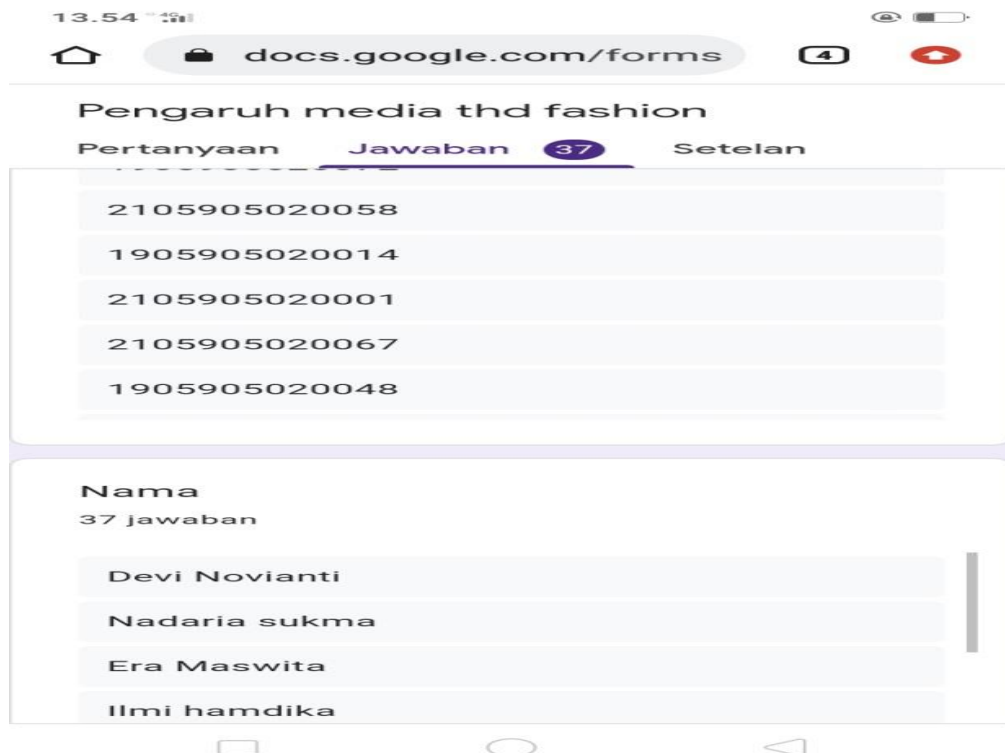 13.54 4G
docs.google.com/forms 4
Pengaruh media thd fashion
Pertanyaan Jawaban 37 Setelan
2105905020058
1905905020014
2105905020001
2105905020067
1905905020048
Nama
37 jawaban
Devi Novianti
Nadaria sukma
Era Maswita
Ilmi hamdika